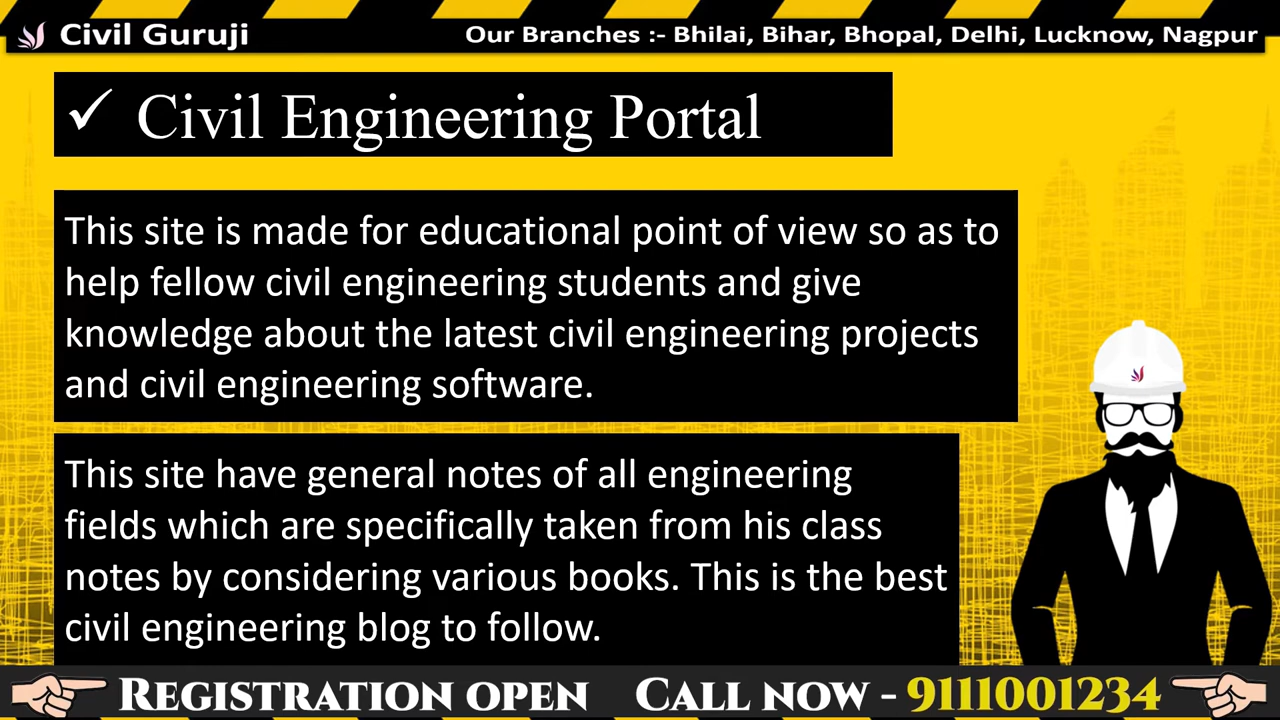 Civil Guruji
Our Branches :- Bhilai, Bihar, Bhopal, Delhi, Lucknow, Nagpur
✓ Civil Engineering Portal
This site is made for educational point of view so as to
help fellow civil engineering students and give
knowledge about the latest civil engineering projects
and civil engineering software.
This site have general notes of all engineering
fields which are specifically taken from his class
notes by considering various books. This is the best
civil engineering blog to follow.
Registration open Call now - 9111001234